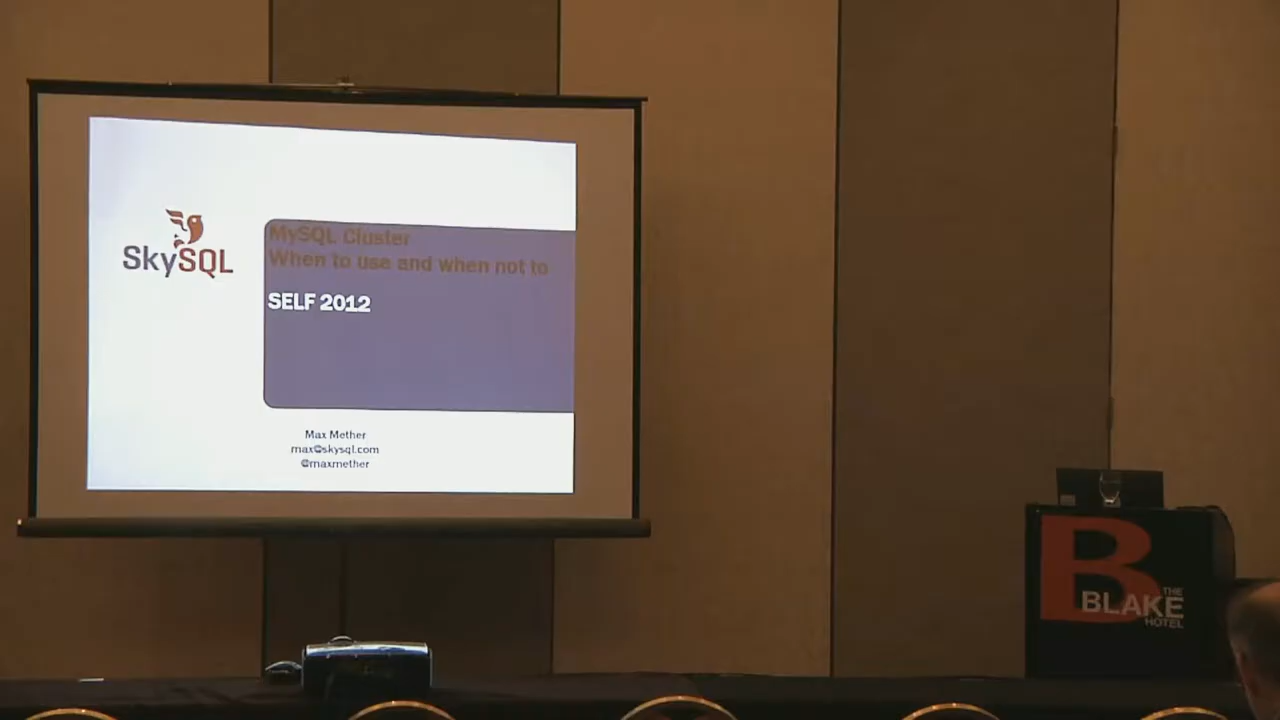 SkySQL
MySQL Cluster
When to use and when not to
SELF 2012
Max Mether
max@skysql.com
@maxmether
B
THE
BLAKE
HOTEL